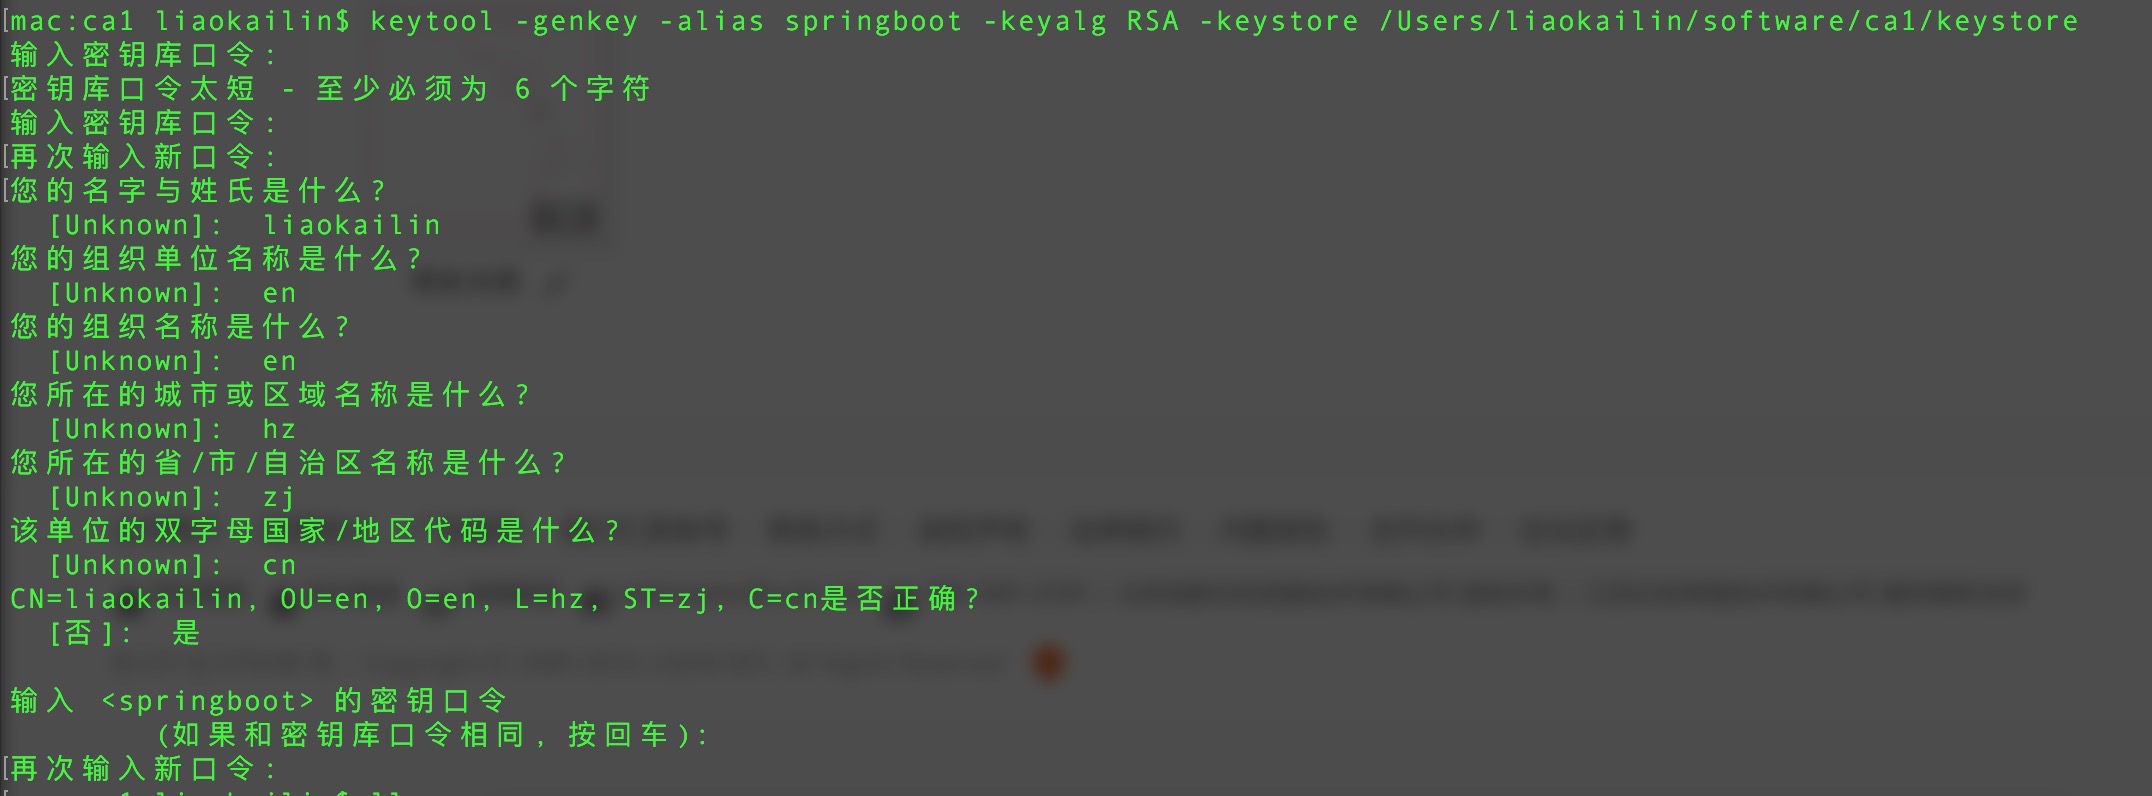 mac:ca1 liaokailin$ keytool -genkey -alias springboot -keyalg RSA -keystore /Users/liaokailin/software/ca1/keystore
输入密钥库口令:
密钥库口令太短 - 至少必须为 6 个字符
输入密钥库口令:
再次输入新口令:
您的名字与姓氏是什么?
[Unknown]: liaokailin
您的组织单位名称是什么?
[Unknown]: en
您的组织名称是什么?
[Unknown]: en
您所在的城市或区域名称是什么?
[Unknown]: hz
您所在的省/市/自治区名称是什么?
[Unknown]: zj
该单位的双字母国家/地区代码是什么?
[Unknown]: cn
CN=liaokailin, OU=en, O=en, L=hz, ST=zj, C=cn是否正确?
[否]: 是
输入 <springboot> 的密钥口令
(如果和密钥库口令相同, 按回车):
再次输入新口令: